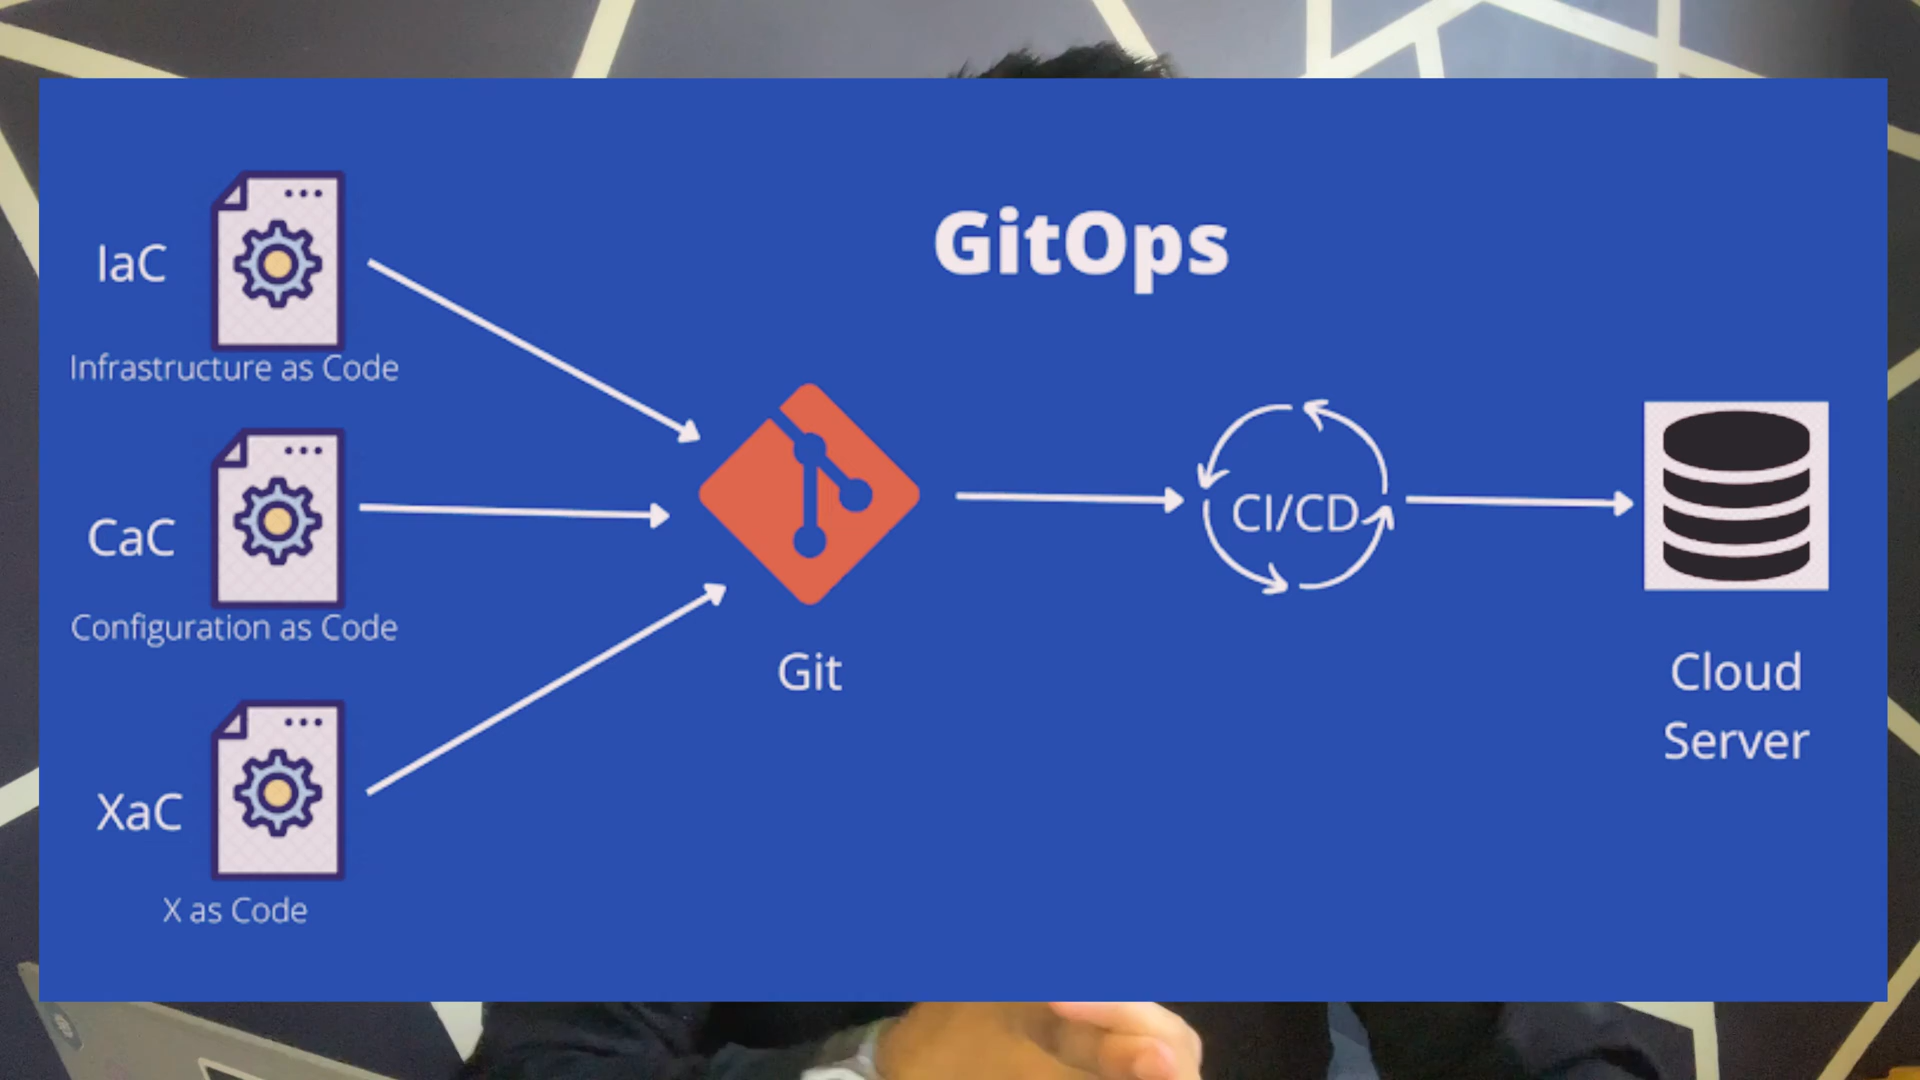 GitOps
IaC
Infrastructure as Code
CaC
Configuration as Code
XaC
X as Code
Git
CI/CD
Cloud
Server